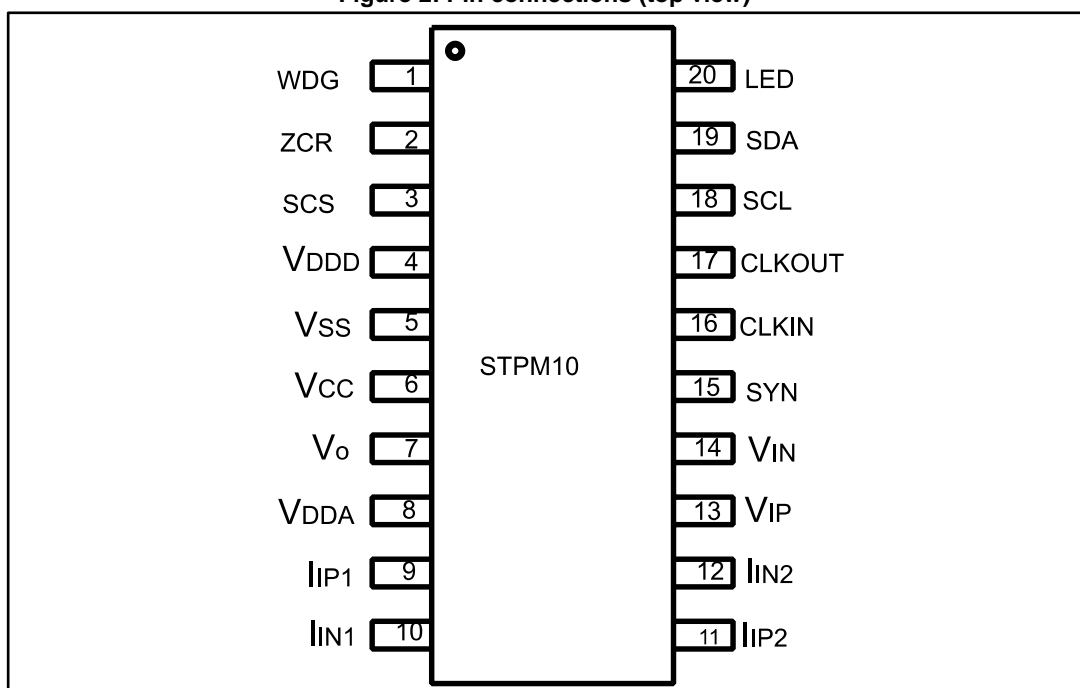 Figure 2. Pin connections (top view)
WDG 1 20 LED
ZCR 2 19 SDA
SCS 3 18 SCL
VDDD 4 17 CLKOUT
VSS 5 16 CLKIN
STPM10
VCC 6 15 SYN
Vo 7 14 VIN
VDDA 8 13 VIP
IIP1 9 12 IIN2
IIN1 10 11 IIP2